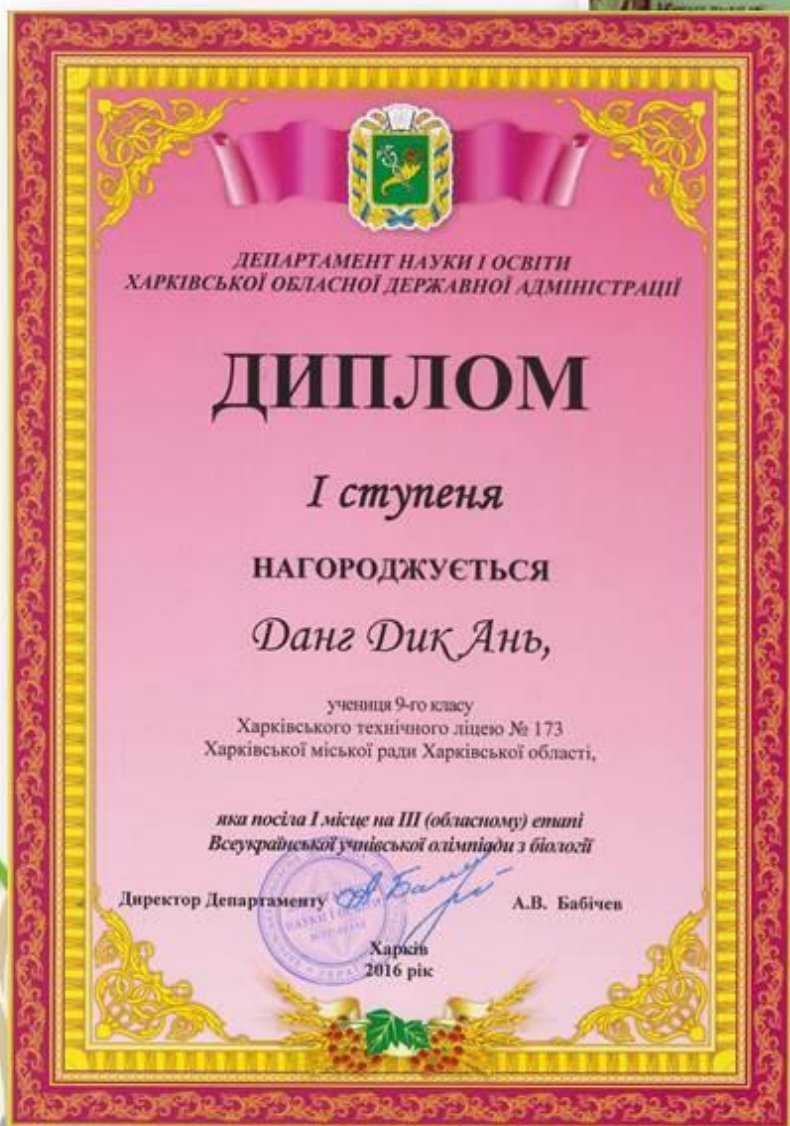 ДЕПАРТАМЕНТ НАУКИ І ОСВІТИ
ХАРКІВСЬКОЇ ОБЛАСНОЇ ДЕРЖАВНОЇ АДМІНІСТРАЦІЇ
ДИПЛОМ
І ступеня
НАГОРОДЖУЄТЬСЯ
Данг Дик Ань,
учениця 9-го класу
Харківського технічного ліцею № 173
Харківської міської ради Харківської області,
яка посіла І місце на ІІІ (обласному) етапі
Всеукраїнської учнівської олімпіади з біології
Директор Департаменту А.В. Бабічев
Харків
2016 рік